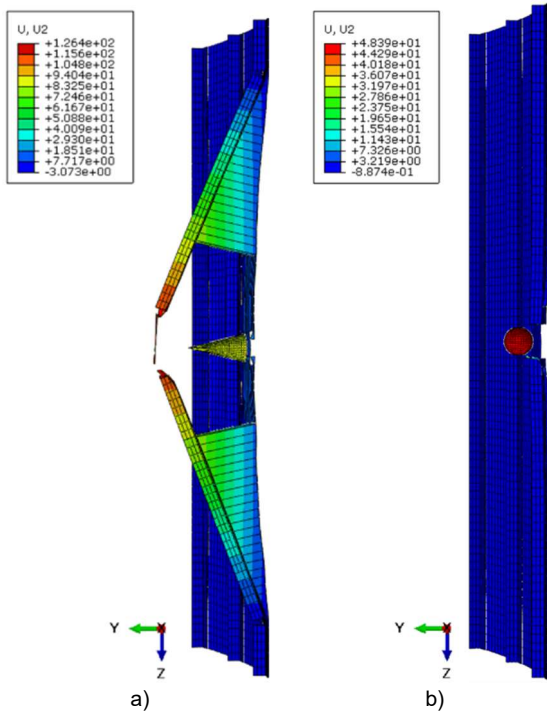 U, U2
+1.264e+02
+1.156e+02
+1.048e+02
+9.404e+01
+8.325e+01
+7.246e+01
+6.167e+01
+5.088e+01
+4.009e+01
+2.930e+01
+1.851e+01
+7.717e+00
-3.073e+00
U, U2
+4.839e+01
+4.429e+01
+4.018e+01
+3.607e+01
+3.197e+01
+2.786e+01
+2.375e+01
+1.965e+01
+1.554e+01
+1.143e+01
+7.326e+00
+3.219e+00
-8.874e-01
Y X
Z
Y X
Z
a)
b)